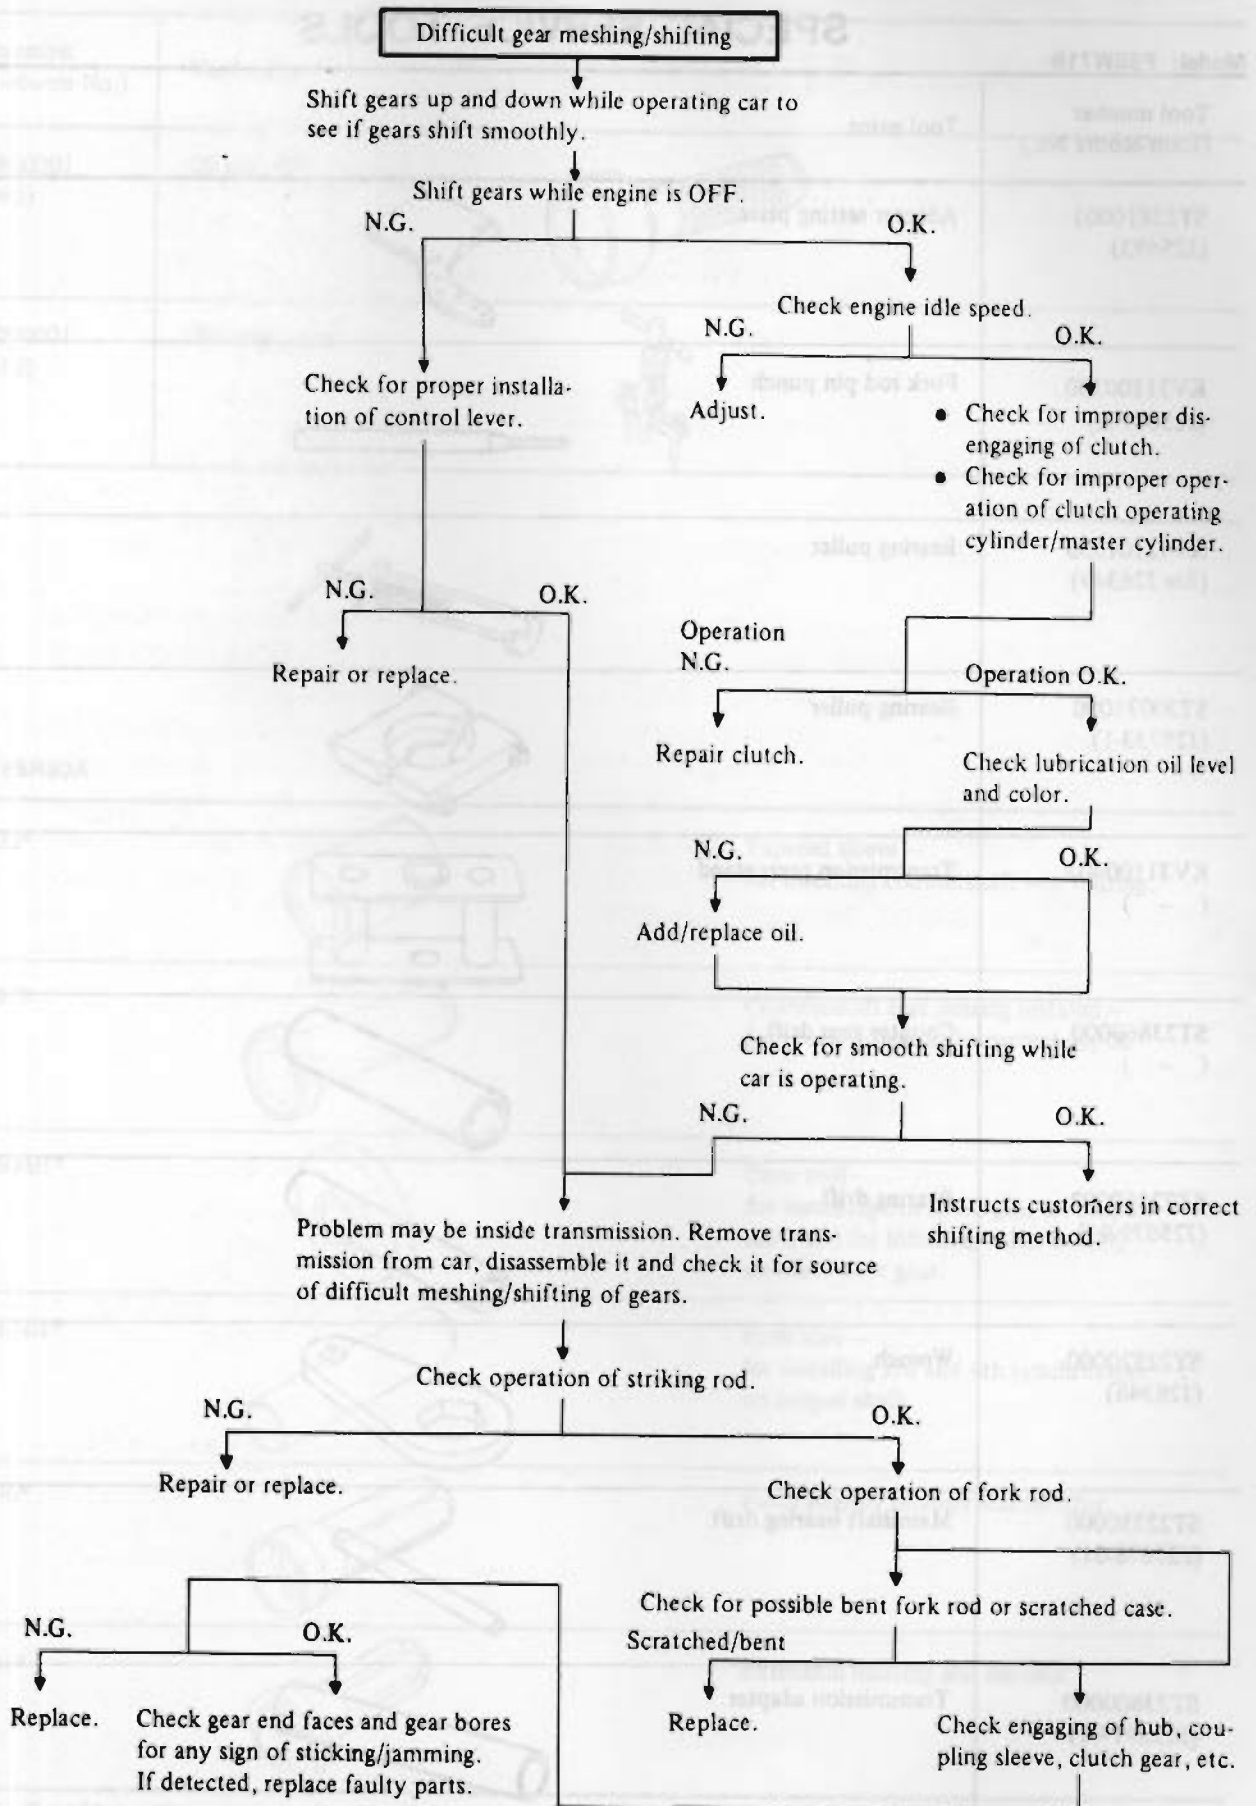 Difficult gear meshing/shifting
Shift gears up and down while operating car to
see if gears shift smoothly.
Shift gears while engine is OFF.
N.G.
O.K.
Check engine idle speed.
N.G.
O.K.
Check for proper installa-
tion of control lever.
Adjust.
● Check for improper dis-
engaging of clutch.
● Check for improper oper-
ation of clutch operating
cylinder/master cylinder.
N.G.
O.K.
Repair or replace.
Operation
N.G.
Operation O.K.
Repair clutch.
Check lubrication oil level
and color.
N.G.
O.K.
Add/replace oil.
Check for smooth shifting while
car is operating.
N.G.
O.K.
Instructs customers in correct
shifting method.
Problem may be inside transmission. Remove trans-
mission from car, disassemble it and check it for source
of difficult meshing/shifting of gears.
Check operation of striking rod.
N.G.
O.K.
Repair or replace.
Check operation of fork rod.
Check for possible bent fork rod or scratched case.
Scratched/bent
Replace.
Check engaging of hub, cou-
pling sleeve, clutch gear, etc.
N.G.
O.K.
Replace.
Check gear end faces and gear bores
for any sign of sticking/jamming.
If detected, replace faulty parts.